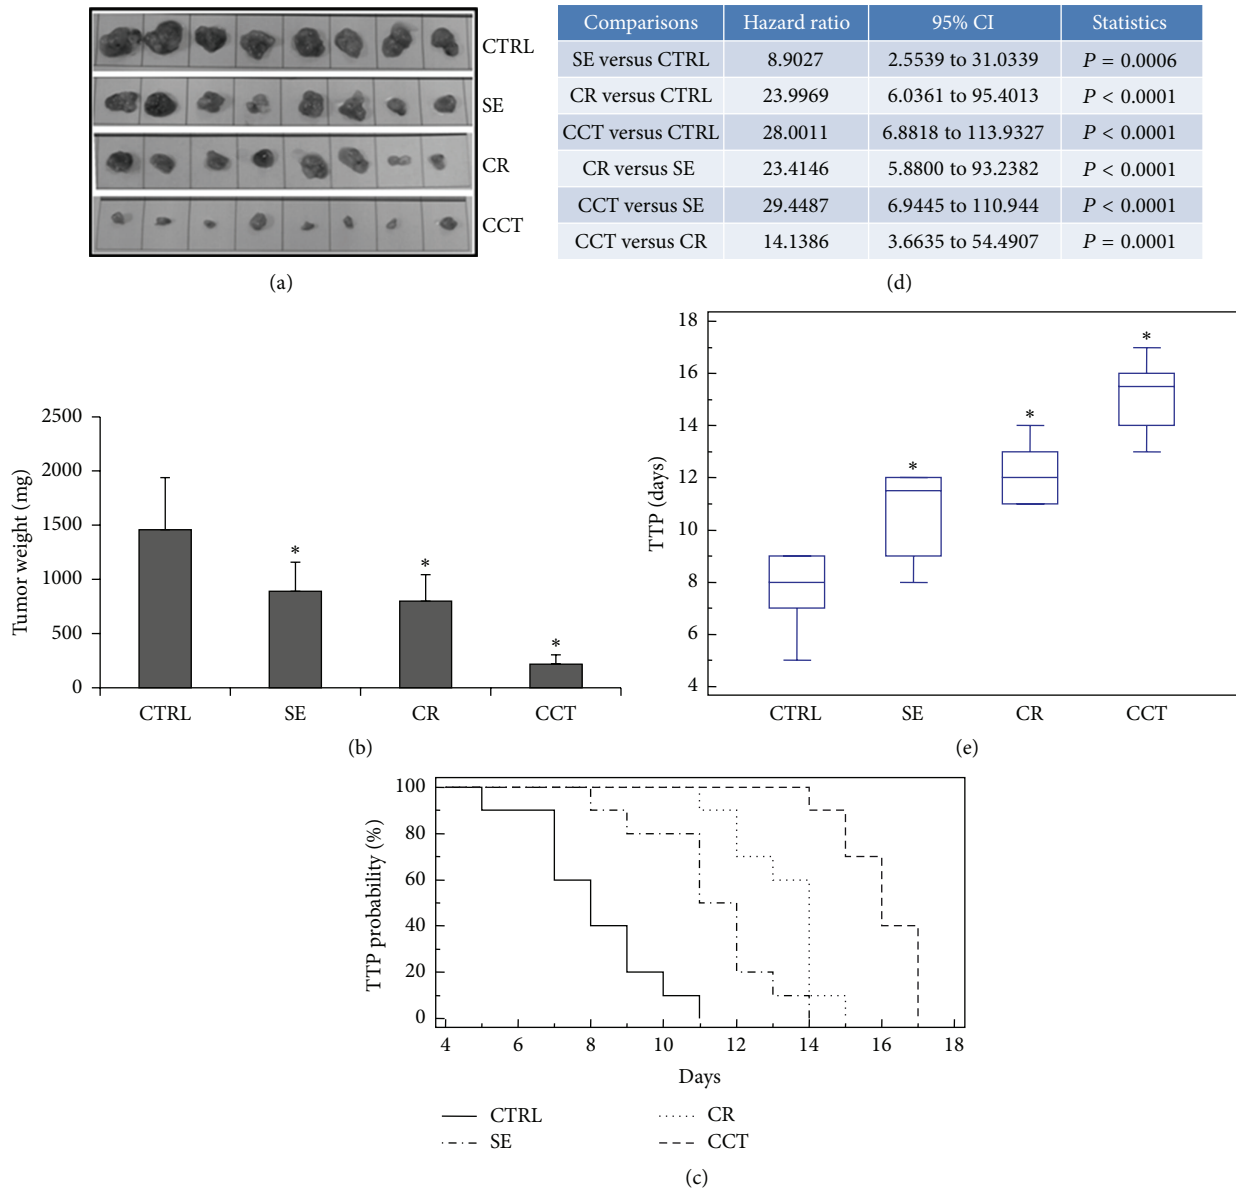 CTRL
SE
CR
CCT
(a)
Comparisons Hazard ratio 95% CI Statistics
SE versus CTRL 8.9027 2.5539 to 31.0339 P = 0.0006
CR versus CTRL 23.9969 6.0361 to 95.4013 P < 0.0001
CCT versus CTRL 28.0011 6.8818 to 113.9327 P < 0.0001
CR versus SE 23.4146 5.8800 to 93.2382 P < 0.0001
CCT versus SE 29.4487 6.9445 to 110.944 P < 0.0001
CCT versus CR 14.1386 3.6635 to 54.4907 P = 0.0001
(d)
Tumor weight (mg)
2500
2000
1500
1000
500
0
* * *
CTRL SE CR CCT
(b)
TTP (days)
18
16
14
12
10
8
6
4
* * *
CTRL SE CR CCT
(e)
TTP probability (%)
100
80
60
40
20
0
4 6 8 10 12 14 16 18
Days
CTRL CR
SE CCT
(c)